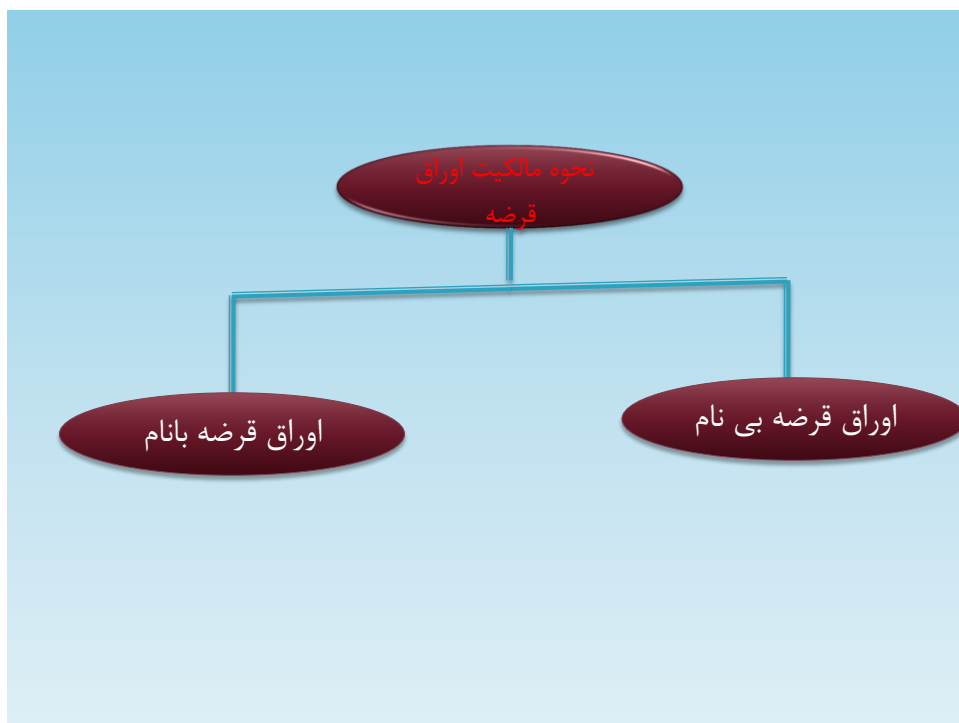 نحوه مالکیت اوراق
قرضه
اوراق قرضه بی نام
اوراق قرضه بانام